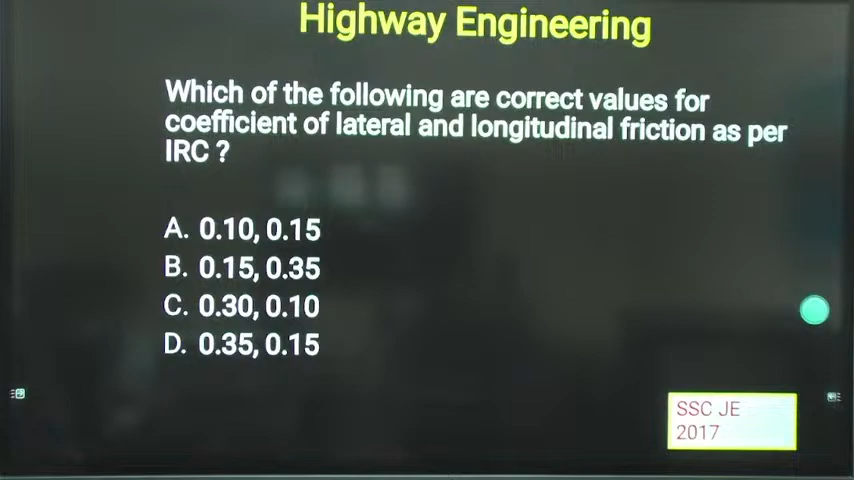 Highway Engineering
Which of the following are correct values for
coefficient of lateral and longitudinal friction as per
IRC ?
A. 0.10, 0.15
B. 0.15, 0.35
C. 0.30, 0.10
D. 0.35, 0.15
SSC JE
2017